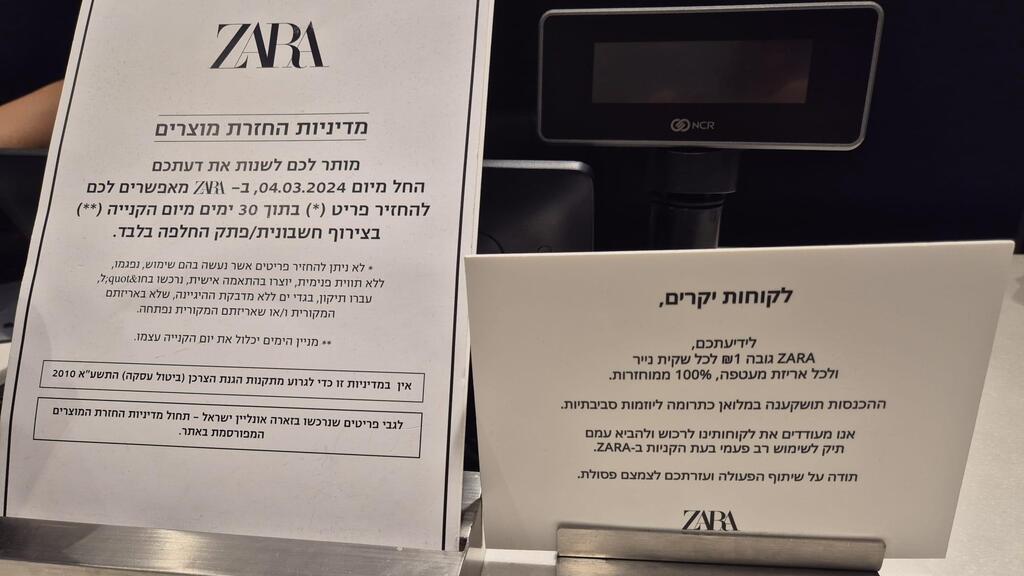 ZARA
מדיניות החזרת מוצרים
מותר לכם לשנות את דעתכם
החל מיום 04.03.2024, ב– ZARA מאפשרים לכם
להחזיר פריט (*) בתוך 30 ימים מיום הקנייה (**)
בצירוף חשבונית/פתק החלפה בלבד.
* לא ניתן להחזיר פריטים אשר נעשה בהם שימוש, נפגמו,
ללא תווית פנימית, יוצרו בהתאמה אישית, נרכשו בחו&quot;ל,
עברו תיקון, בגדי ים ללא מדבקת ההיגיינה, שלא באריזתם
המקורית ו/או שאריזתם המקורית נפתחה.
** מניין הימים יכלול את יום הקנייה עצמו.
אין במדיניות זו כדי לגרוע מתקנות הגנת הצרכן (ביטול עסקה) התשע"א 2010
לגבי פריטים שנרכשו בזארה אונליין ישראל – תחול מדיניות החזרת המוצרים
המפורסמת באתר.
NCR
לקוחות יקרים,
לידיעתכם,
ZARA גובה 1₪ לכל שקית נייר
ולכל אריזת מעטפה, 100% ממוחזרות.
ההכנסות תושקענה במלואן כתרומה ליוזמות סביבתיות.
אנו מעודדים את לקוחותינו לרכוש ולהביא עמם
תיק לשימוש רב פעמי בעת הקניות ב-ZARA.
תודה על שיתוף הפעולה ועזרתכם לצמצם פסולת.
ZARA